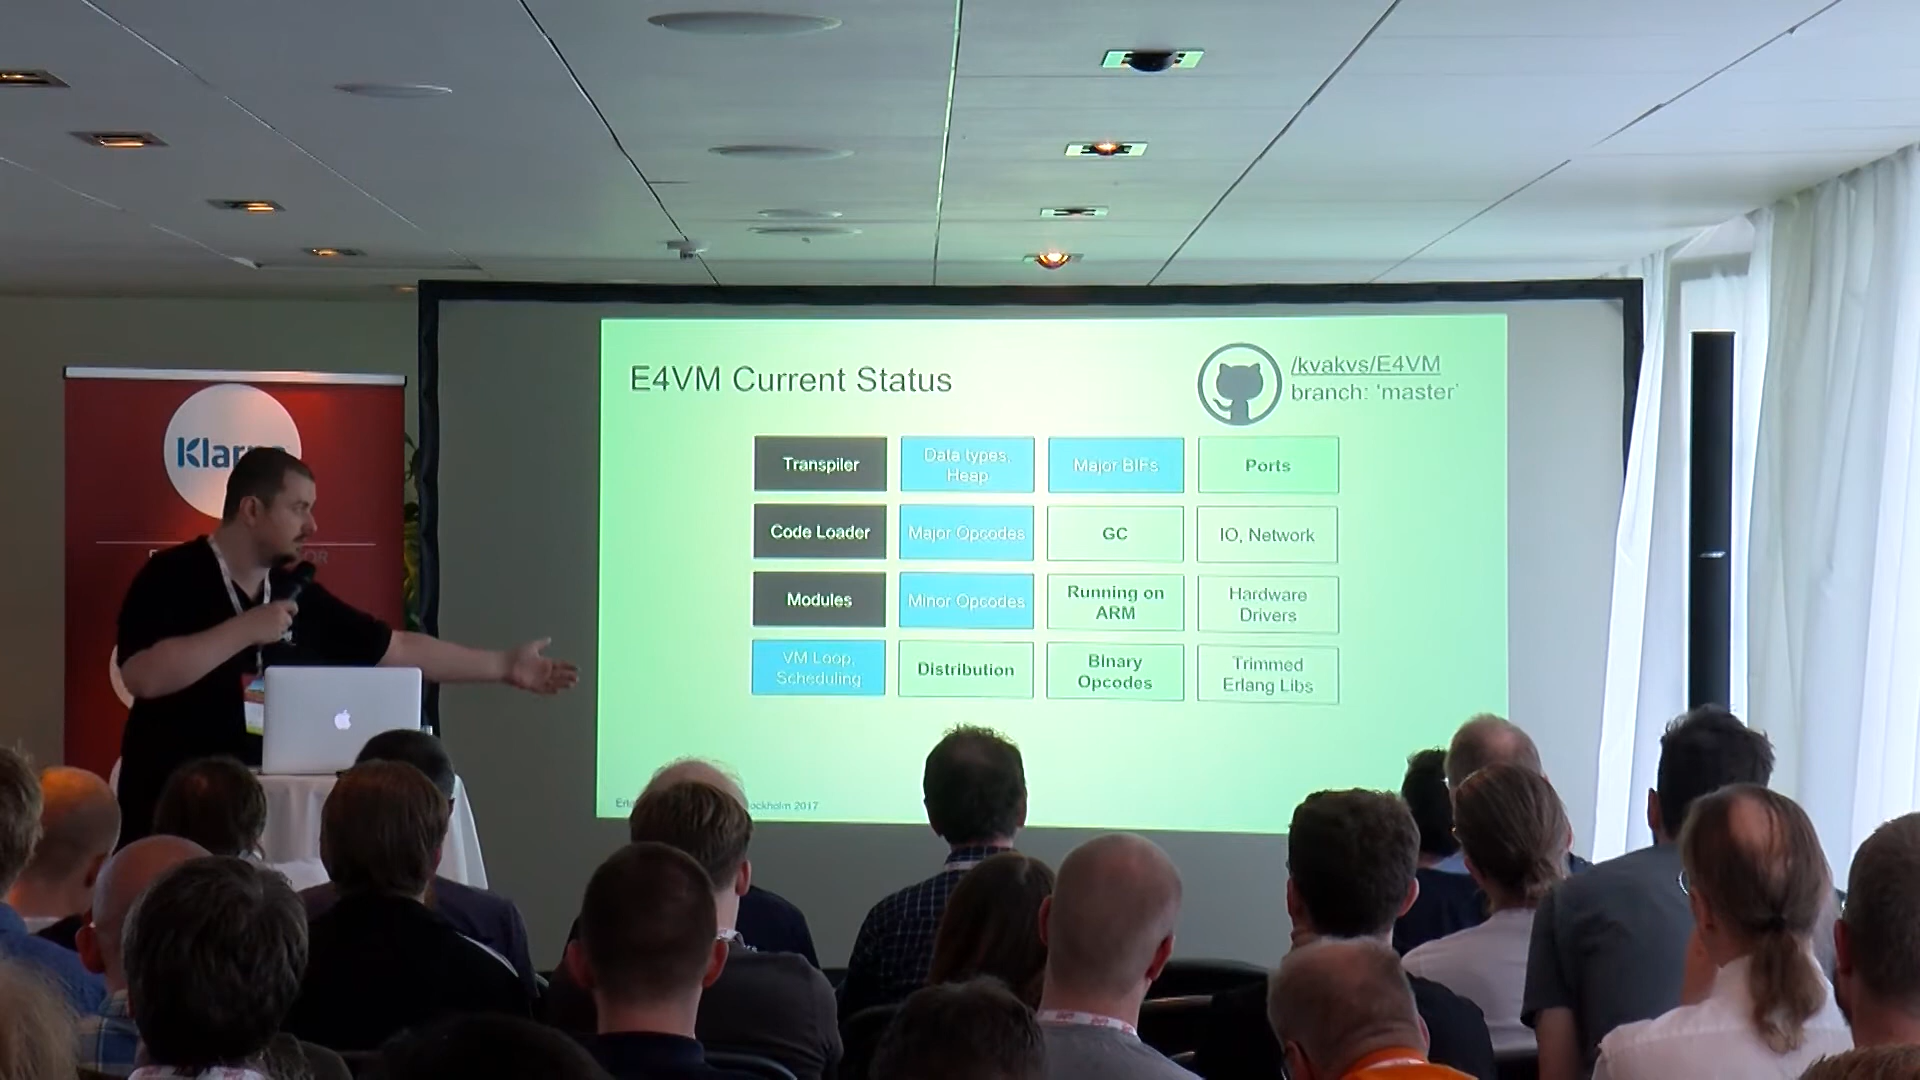 Klar
E4VM Current Status
/kvakvs/E4VM
branch: 'master'
Transpiler
Data types,
Heap
Major BIFs
Ports
Code Loader
Major Opcodes
GC
IO, Network
Modules
Minor Opcodes
Running on
ARM
Hardware
Drivers
VM Loop,
Scheduling
Distribution
Binary
Opcodes
Trimmed
Erlang Libs
2017